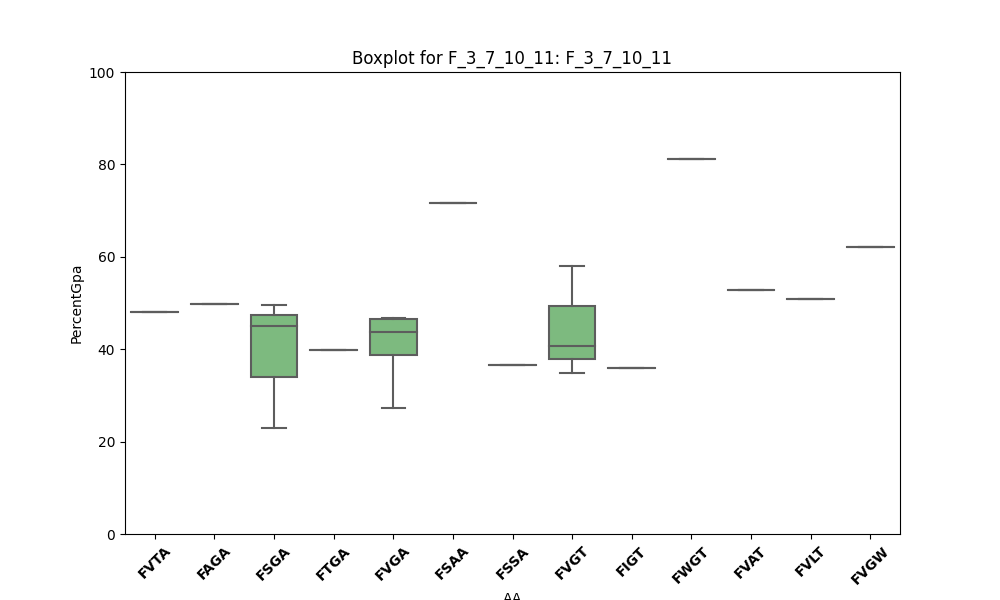 Boxplot for F_3_7_10_11: F_3_7_10_11
100
80
60
40
20
0
PercentGpa
FVTA
FAGA
FSGA
FTGA
FVGA
FSAA
FSSA
FVGT
FIGT
FWGT
FVAT
FVLT
FVGW
AA